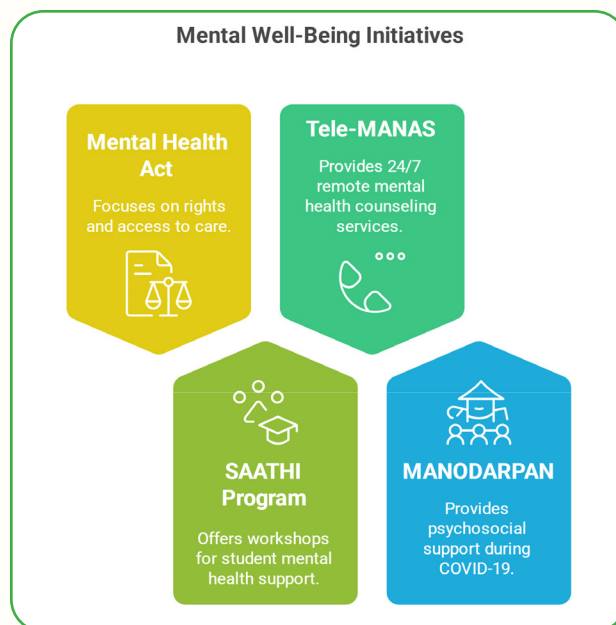 Mental Well-Being Initiatives
Mental Health
Act
Focuses on rights
and access to care.
Tele-MANAS
Provides 24/7
remote mental
health counseling
services.
SAATHI
Program
Offers workshops
for student mental
health support.
MANODARPAN
Provides
psychosocial
support during
COVID-19.